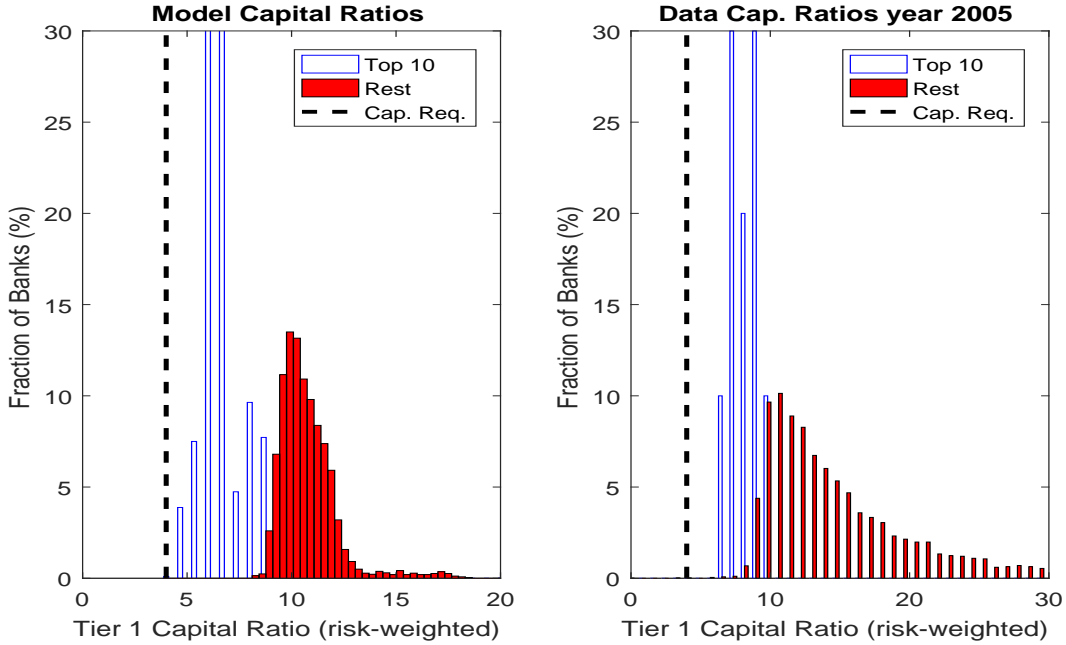 Model Capital Ratios
30
25
20
15
10
5
0
Fraction of Banks (%)
Top 10
Rest
Cap. Req.
0 5 10 15 20
Tier 1 Capital Ratio (risk-weighted)
Data Cap. Ratios year 2005
30
25
20
15
10
5
0
Fraction of Banks (%)
Top 10
Rest
Cap. Req.
0 10 20 30
Tier 1 Capital Ratio (risk-weighted)